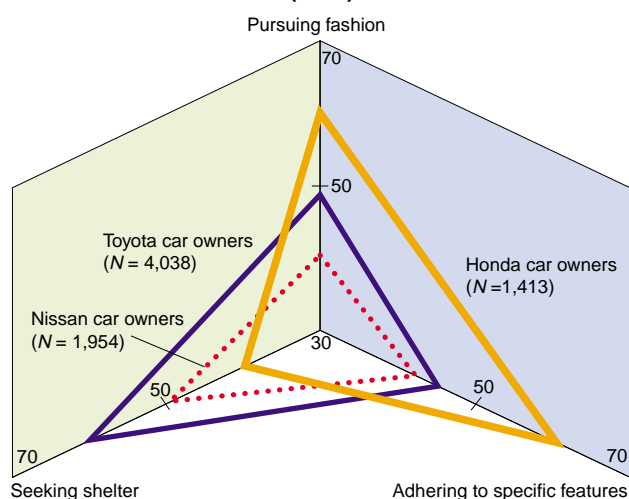 Pursuing fashion
70
50
Toyota car owners
(N = 4,038)
Honda car owners
(N =1,413)
Nissan car owners
(N = 1,954)
30
50
50
70
70
Seeking shelter
Adhering to specific features